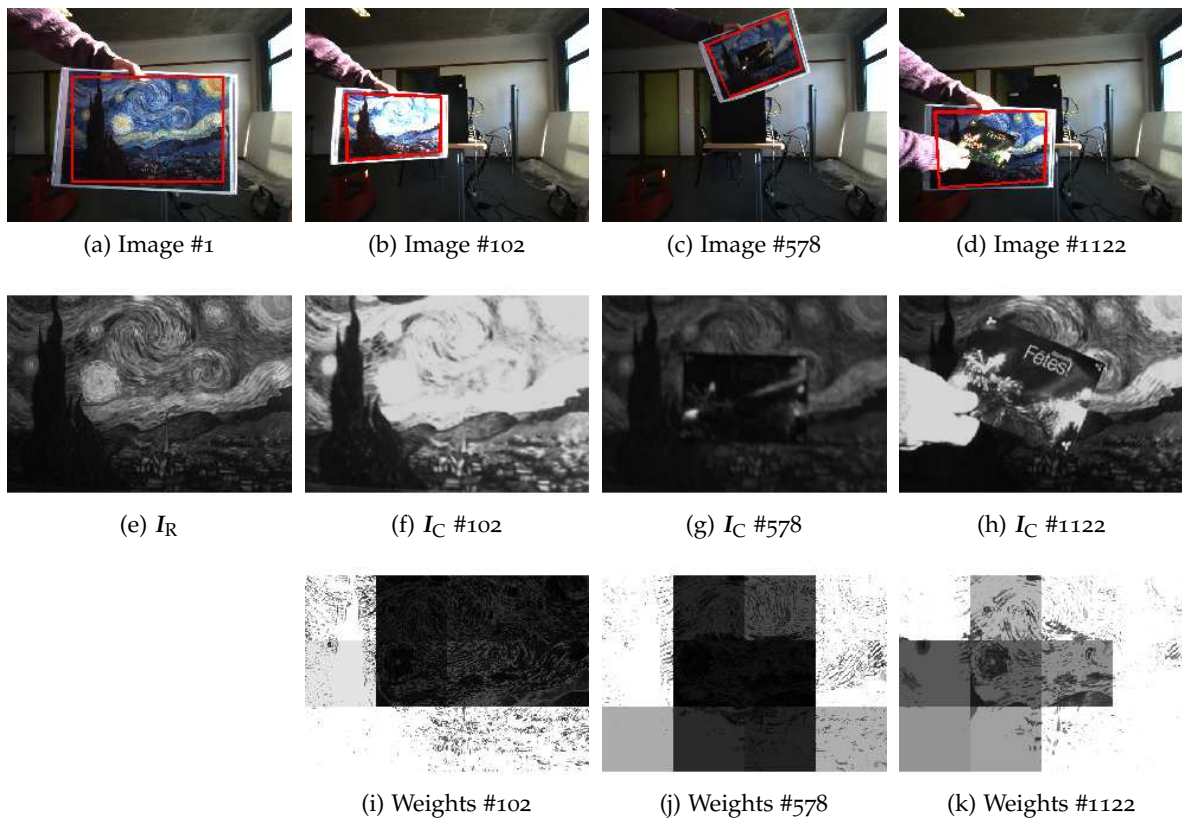 (a) Image #1
(b) Image #102
(c) Image #578
(d) Image #1122
Fêtes
(e) I_R
(f) I_C #102
(g) I_C #578
(h) I_C #1122
(i) Weights #102
(j) Weights #578
(k) Weights #1122